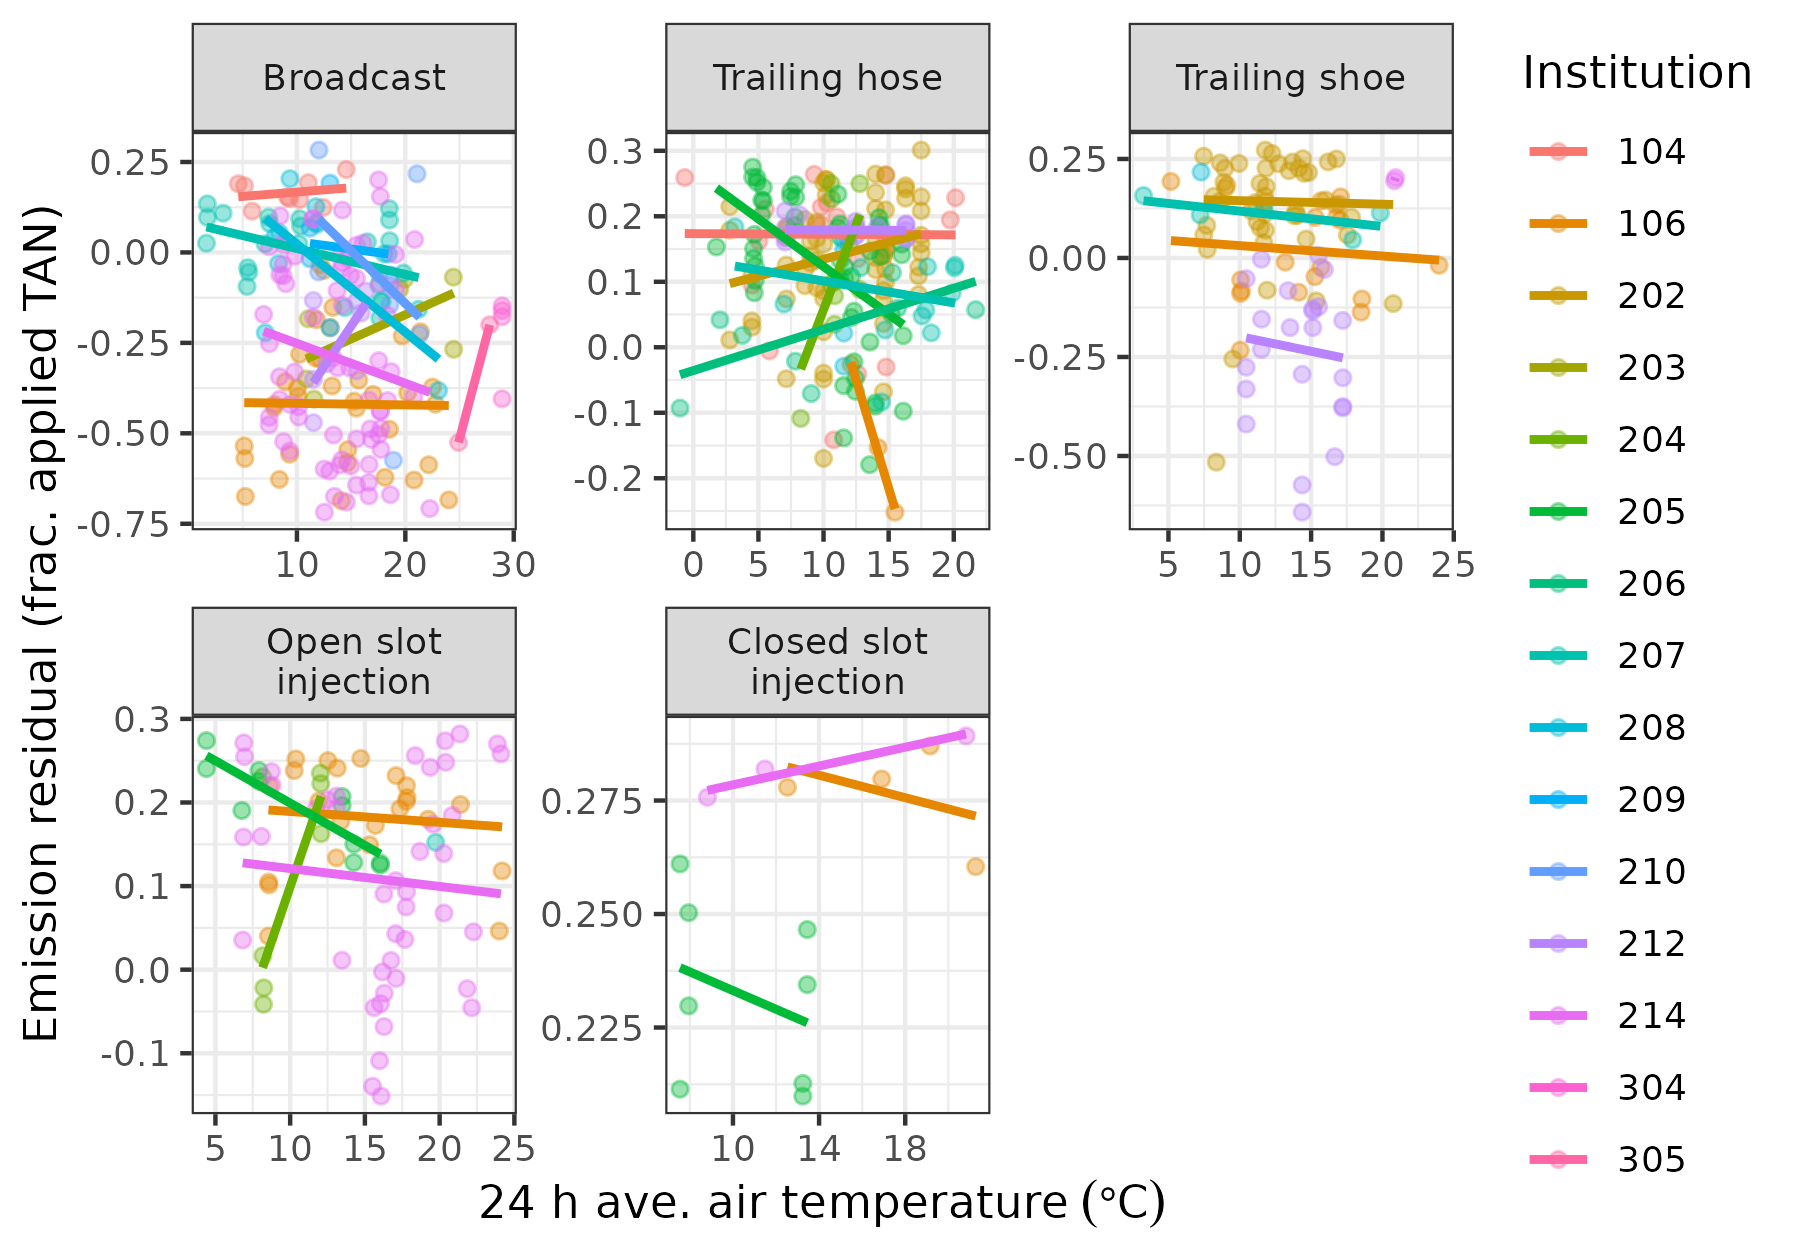 Broadcast
Trailing hose
Trailing shoe
Institution
104
106
202
203
204
205
206
207
208
209
210
212
214
304
305
Emission residual (frac. applied TAN)
0.25
0.00
-0.25
-0.50
-0.75
10 20 30
0.3
0.2
0.1
0.0
-0.1
-0.2
0 5 10 15 20
0.25
0.00
-0.25
-0.50
5 10 15 20 25
Open slot
injection
Closed slot
injection
0.3
0.2
0.1
0.0
-0.1
5 10 15 20 25
0.275
0.250
0.225
10 14 18
24 h ave. air temperature (°C)